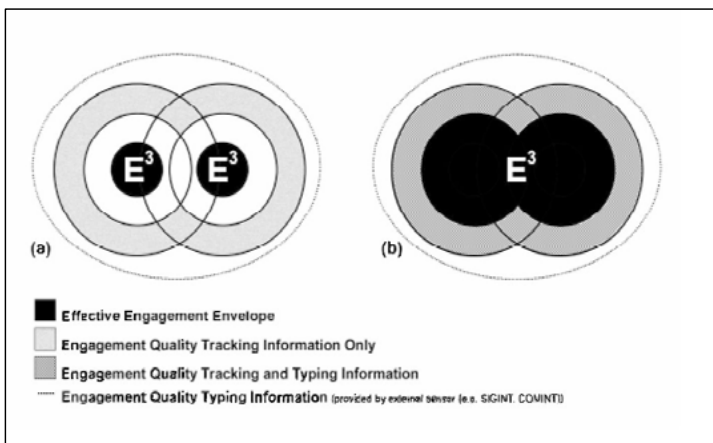 E³ E³ E³
(a) (b)
Effective Engagement Envelope
Engagement Quality Tracking Information Only
Engagement Quality Tracking and Typing Information
Engagement Quality Typing Information (provided by external sensor (e.g. SIGINT, COMINT))